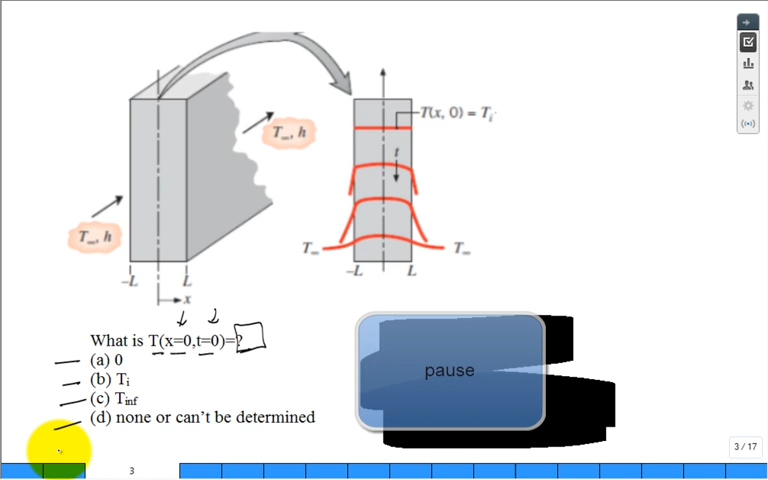 T(x, 0) = Ti
T∞, h
t
T∞, h
T∞
T∞
-L
L
-L
L
x
What is T(x=0,t=0)=?
(a) 0
(b) Ti
(c) Tinf
(d) none or can't be determined
pause
3 / 17
3